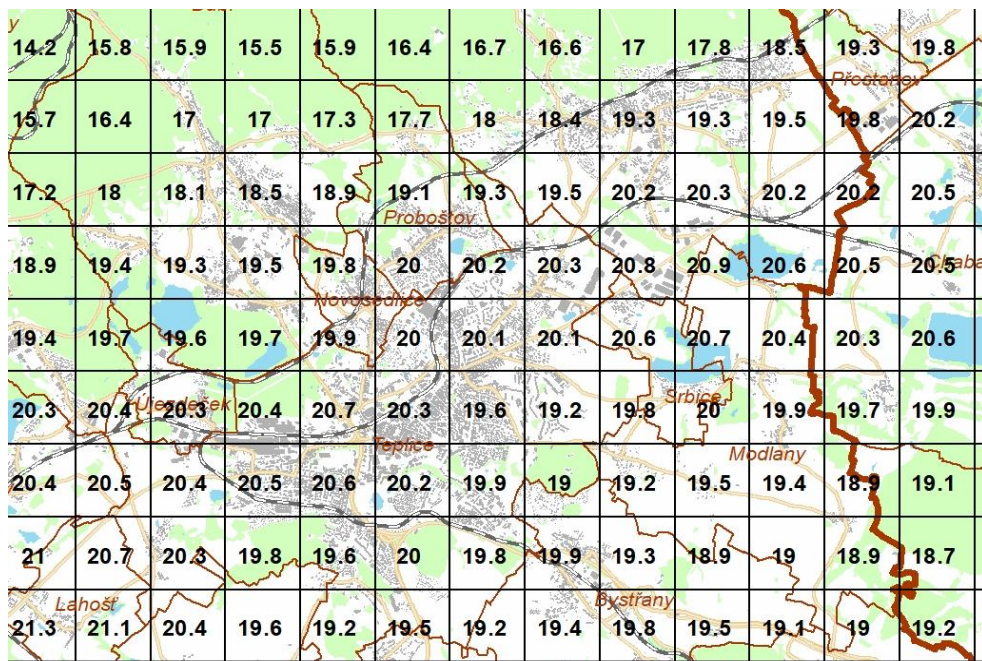 14.2 15.8 15.9 15.5 15.9 16.4 16.7 16.6 17 17.8 18.5 19.3 19.8
Přestanov
15.7 16.4 17 17 17.3 17.7 18 18.4 19.3 19.3 19.5 19.8 20.2
17.2 18 18.1 18.5 18.9 19.1 19.3 19.5 20.2 20.3 20.2 20.2 20.5
Proboštov
18.9 19.4 19.3 19.5 19.8 20 20.2 20.3 20.8 20.9 20.6 20.5 20.5
Chaba
Novosedlice
19.4 19.7 19.6 19.7 19.9 20 20.1 20.1 20.6 20.7 20.4 20.3 20.6
Srbice
Újezdeček
20.3 20.4 20.3 20.4 20.7 20.3 19.6 19.2 19.8 20 19.9 19.7 19.9
Teplice
Modlany
20.4 20.5 20.4 20.5 20.6 20.2 19.9 19 19.2 19.5 19.4 18.9 19.1
21 20.7 20.3 19.8 19.6 20 19.8 19.9 19.3 18.9 19 18.9 18.7
Lahošť
Bystřany
21.3 21.1 20.4 19.6 19.2 19.5 19.2 19.4 19.8 19.5 19.1 19 19.2